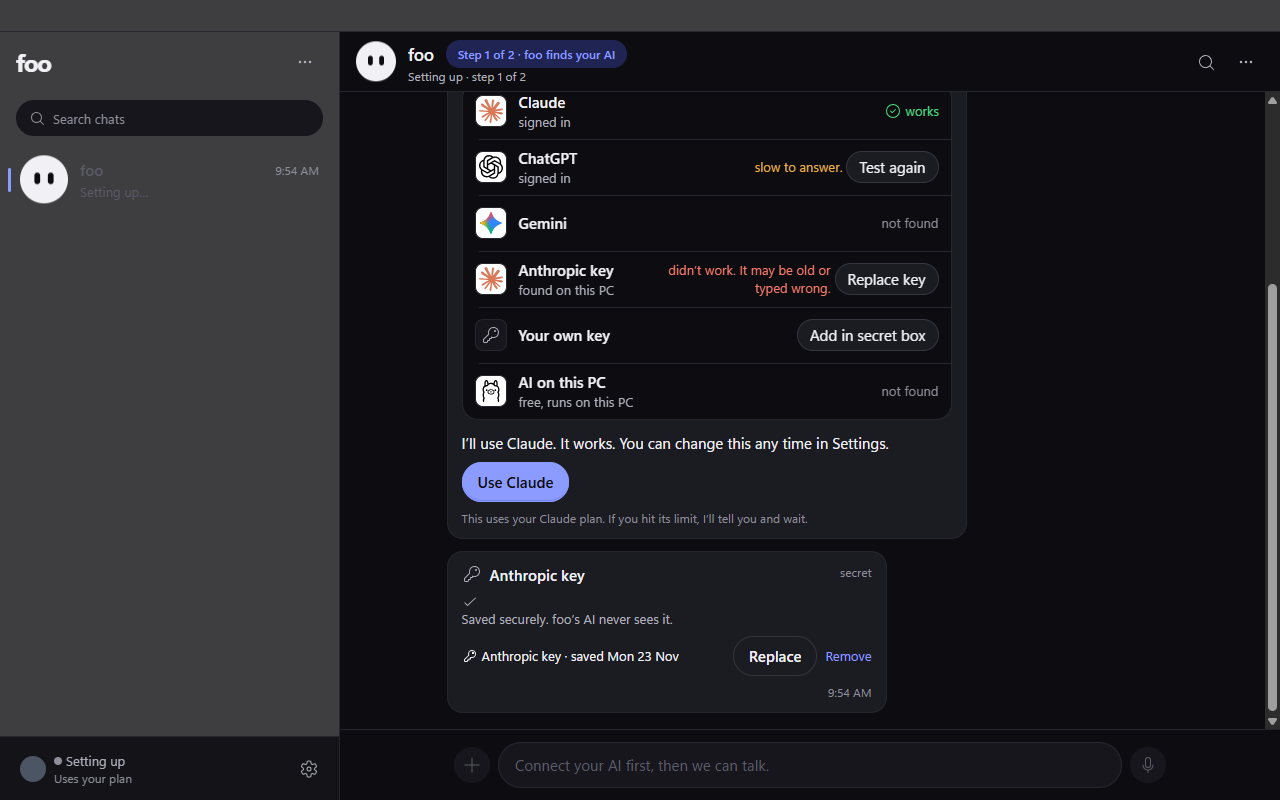 foo
Search chats
foo
9:54 AM
Setting up...
Setting up
Uses your plan
foo
Step 1 of 2 · foo finds your AI
Setting up · step 1 of 2
Claude
signed in
works
ChatGPT
signed in
slow to answer.
Test again
Gemini
not found
Anthropic key
found on this PC
didn't work. It may be old or
typed wrong.
Replace key
Your own key
Add in secret box
AI on this PC
free, runs on this PC
not found
I'll use Claude. It works. You can change this any time in Settings.
Use Claude
This uses your Claude plan. If you hit its limit, I'll tell you and wait.
Anthropic key
secret
Saved securely. foo's AI never sees it.
Anthropic key · saved Mon 23 Nov
Replace
Remove
9:54 AM
Connect your AI first, then we can talk.